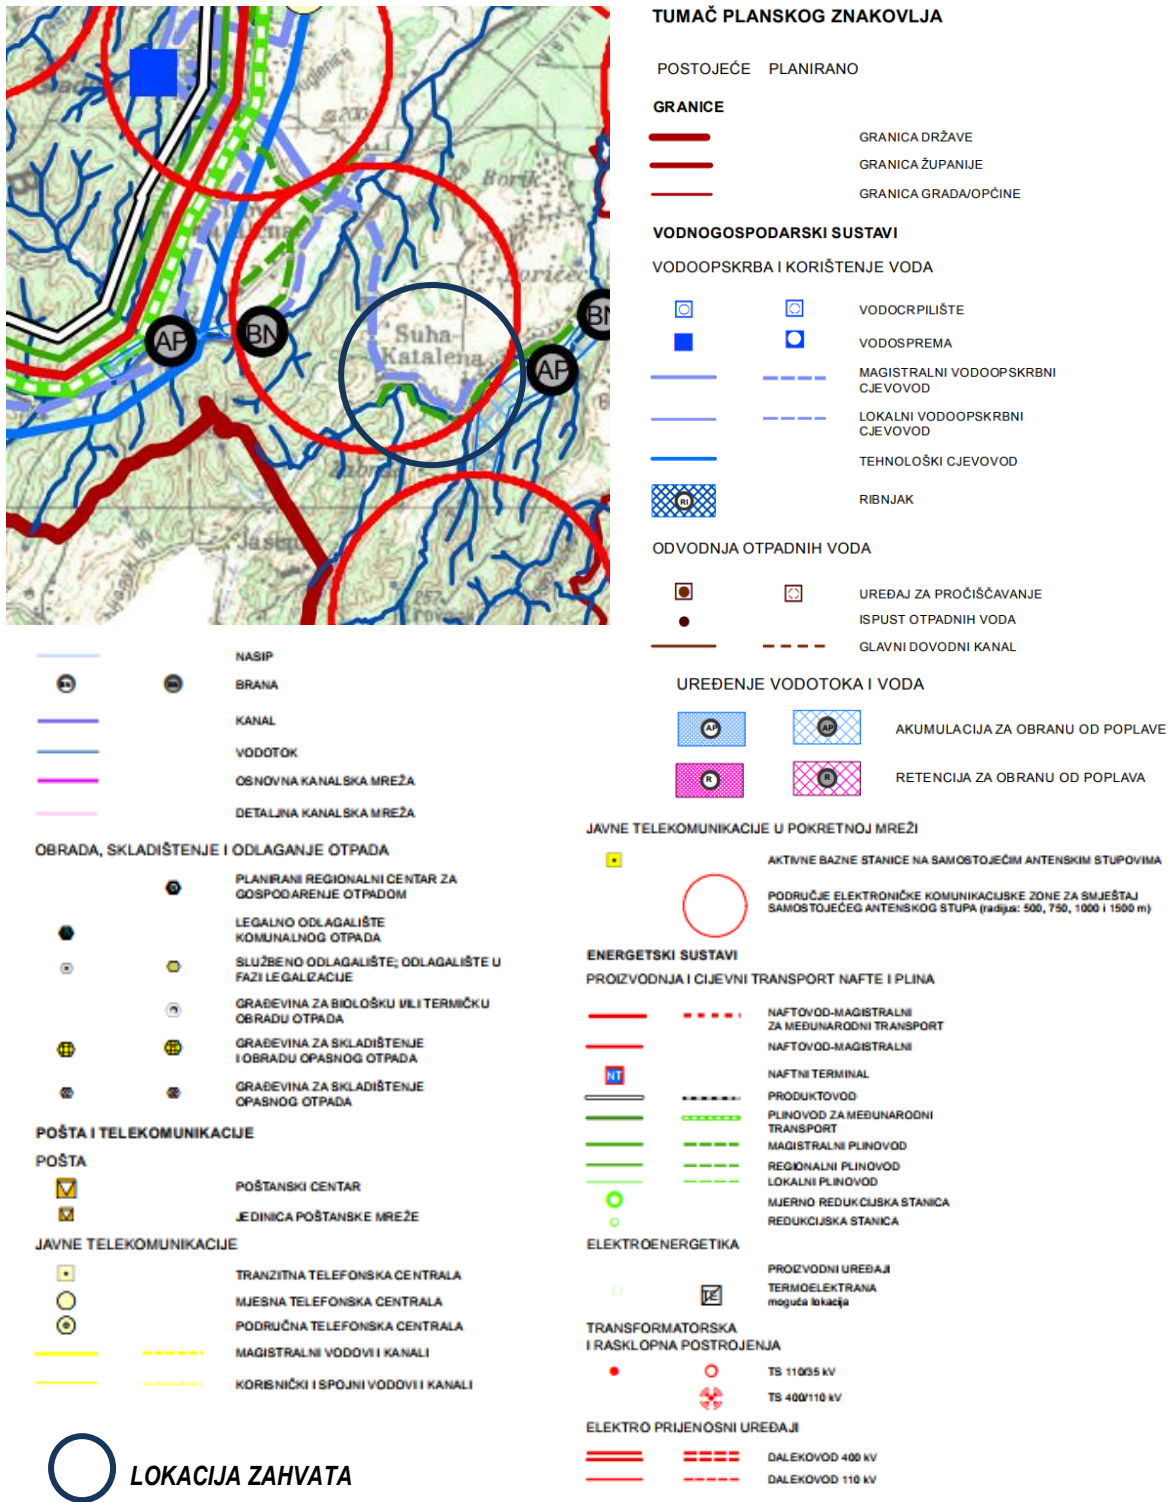 TUMAČ PLANSKOG ZNAKOVLJA
POSTOJEĆE PLANIRANO
GRANICE
GRANICA DRŽAVE
GRANICA ŽUPANIJE
GRANICA GRADA/OPĆINE
VODNOGOSPODARSKI SUSTAVI
VODOOPSKRBA I KORIŠTENJE VODA
VODOCRPILIŠTE
VODOSPREMA
MAGISTRALNI VODOOPSKRBNI
CJEVOVOD
LOKALNI VODOOPSKRBNI
CJEVOVOD
TEHNOLOŠKI CJEVOVOD
RI
RIBNJAK
ODVODNJA OTPADNIH VODA
UREĐAJ ZA PROČIŠČAVANJE
ISPUST OTPADNIH VODA
GLAVNI DOVODNI KANAL
UREĐENJE VODOTOKA I VODA
AP AP AKUMULACIJA ZA OBRANU OD POPLAVE
R R RETENCIJA ZA OBRANU OD POPLAVA
200
Borik
Suha-
Katalena
AP
BN
AP
BN
NASIP
BN BN BRANA
KANAL
VODOTOK
OSNOVNA KANALSKA MREŽA
DETALJNA KANALSKA MREŽA
OBRADA, SKLADIŠTENJE I ODLAGANJE OTPADA
PLANIRANI REGIONALNI CENTAR ZA
GOSPODARENJE OTPADOM
LEGALNO ODLAGALIŠTE
KOMUNALNOG OTPADA
SLUŽBENO ODLAGALIŠTE; ODLAGALIŠTE U
FAZI LEGALIZACIJE
GRAĐEVINA ZA BIOLOŠKU I/ILI TERMIČKU
OBRADU OTPADA
GRAĐEVINA ZA SKLADIŠTENJE
I OBRADU OPASNOG OTPADA
GRAĐEVINA ZA SKLADIŠTENJE
OPASNOG OTPADA
POŠTA I TELEKOMUNIKACIJE
POŠTA
POŠTANSKI CENTAR
JEDINICA POŠTANSKE MREŽE
JAVNE TELEKOMUNIKACIJE
TRANZITNA TELEFONSKA CENTRALA
MJESNA TELEFONSKA CENTRALA
PODRUČNA TELEFONSKA CENTRALA
MAGISTRALNI VODOVI I KANALI
KORISNIČKI I SPOJNI VODOVI I KANALI
LOKACIJA ZAHVATA
JAVNE TELEKOMUNIKACIJE U POKRETNOJ MREŽI
AKTIVNE BAZNE STANICE NA SAMOSTOJEĆIM ANTENSKIM STUPOVIMA
PODRUČJE ELEKTRONIČKE KOMUNIKACIJSKE ZONE ZA SMJEŠTAJ
SAMOSTOJEĆEG ANTENSKOG STUPA (radijus: 500, 750, 1000 i 1500 m)
ENERGETSKI SUSTAVI
PROIZVODNJA I CIJEVNI TRANSPORT NAFTE I PLINA
NAFTOVOD-MAGISTRALNI
ZA MEĐUNARODNI TRANSPORT
NAFTOVOD-MAGISTRALNI
NT NAFTNI TERMINAL
PRODUKTOVOD
PLINOVOD ZA MEĐUNARODNI
TRANSPORT
MAGISTRALNI PLINOVOD
REGIONALNI PLINOVOD
LOKALNI PLINOVOD
MJERNO REDUKCIJSKA STANICA
REDUKCIJSKA STANICA
ELEKTROENERGETIKA
PROIZVODNI UREĐAJI
TE TERMOELEKTRANA
moguća lokacija
TRANSFORMATORSKA
I RASKLOPNA POSTROJENJA
TS 110/35 kV
TS 400/110 kV
ELEKTRO PRIJENOSNI UREĐAJI
DALEKOVOD 400 kV
DALEKOVOD 110 kV